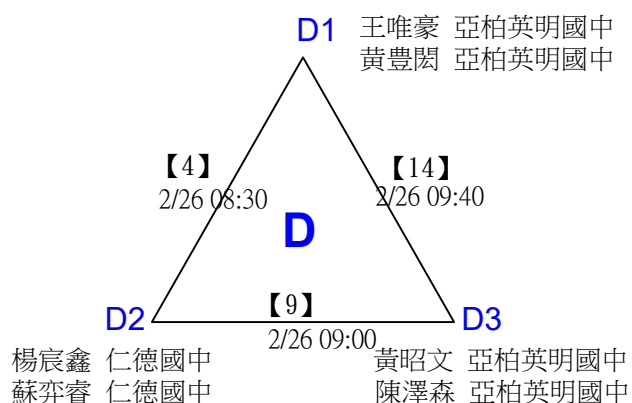 D1
王唯豪 亞柏英明國中
黃豐閎 亞柏英明國中
【4】
2/26 08:30
【14】
2/26 09:40
D
【9】
2/26 09:00
D2
楊宸鑫 仁德國中
蘇弈睿 仁德國中
D3
黃昭文 亞柏英明國中
陳澤森 亞柏英明國中